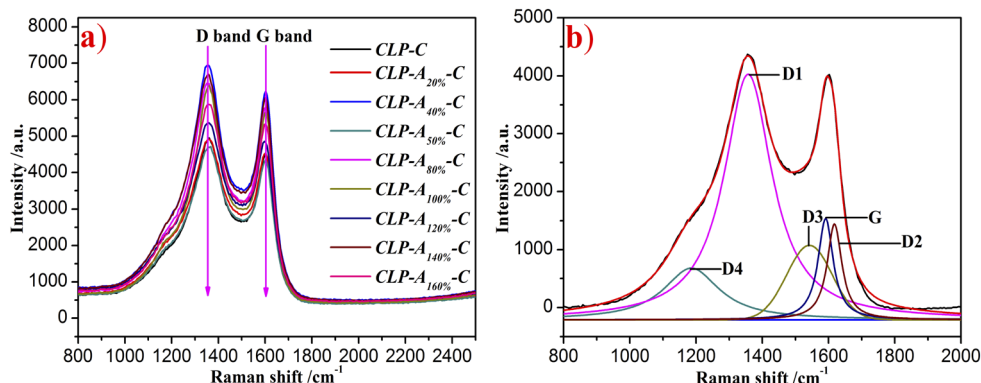 a)
D band G band
CLP-C
CLP-A20%-C
CLP-A40%-C
CLP-A50%-C
CLP-A80%-C
CLP-A100%-C
CLP-A120%-C
CLP-A140%-C
CLP-A160%-C
8000
7000
6000
5000
4000
3000
2000
1000
0
Intensity /a.u.
800 1000 1200 1400 1600 1800 2000 2200 2400
Raman shift /cm-1
b)
D1
D3
G
D2
D4
5000
4000
3000
2000
1000
0
Intensity /a.u.
800 1000 1200 1400 1600 1800 2000
Raman shift /cm-1